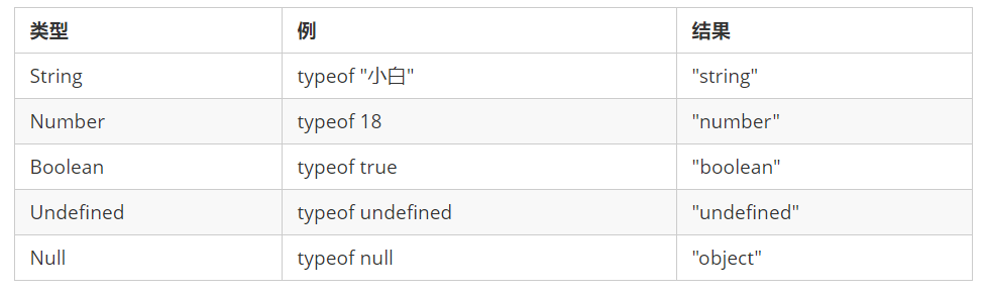 类型 例 结果
String typeof "小白" "string"
Number typeof 18 "number"
Boolean typeof true "boolean"
Undefined typeof undefined "undefined"
Null typeof null "object"